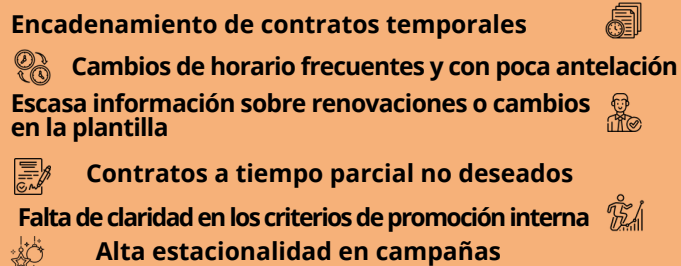 Encadenamiento de contratos temporales
Cambios de horario frecuentes y con poca antelación
Escasa información sobre renovaciones o cambios
en la plantilla
Contratos a tiempo parcial no deseados
Falta de claridad en los criterios de promoción interna
Alta estacionalidad en campañas